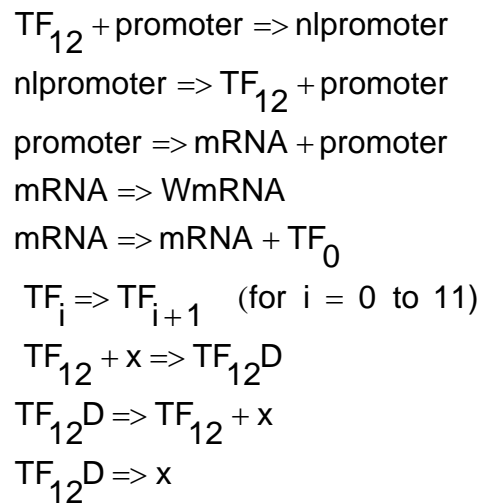 TF₁₂ + promoter => nlpromoter
nlpromoter => TF₁₂ + promoter
promoter => mRNA + promoter
mRNA => WmRNA
mRNA => mRNA + TF₀
TFᵢ => TFᵢ₊₁ (for i = 0 to 11)
TF₁₂ + x => TF₁₂D
TF₁₂D => TF₁₂ + x
TF₁₂D => x